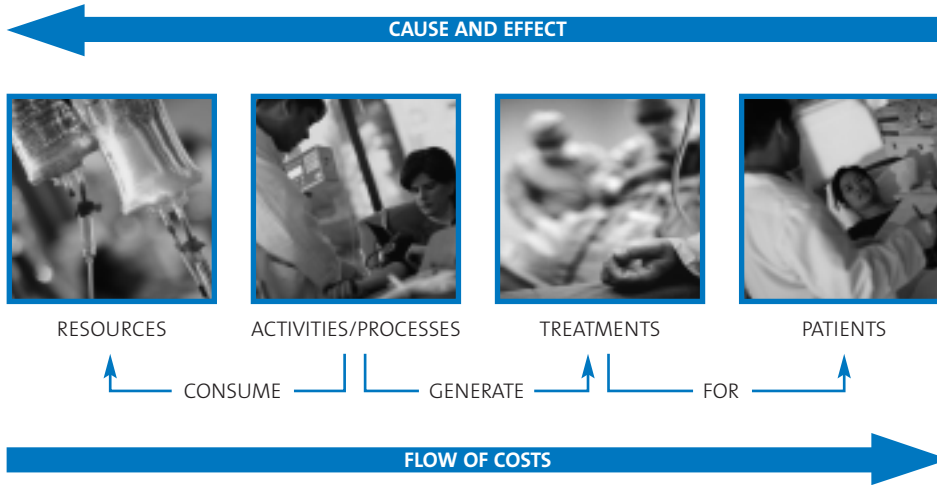 CAUSE AND EFFECT
RESOURCES
ACTIVITIES/PROCESSES
TREATMENTS
PATIENTS
CONSUME
GENERATE
FOR
FLOW OF COSTS